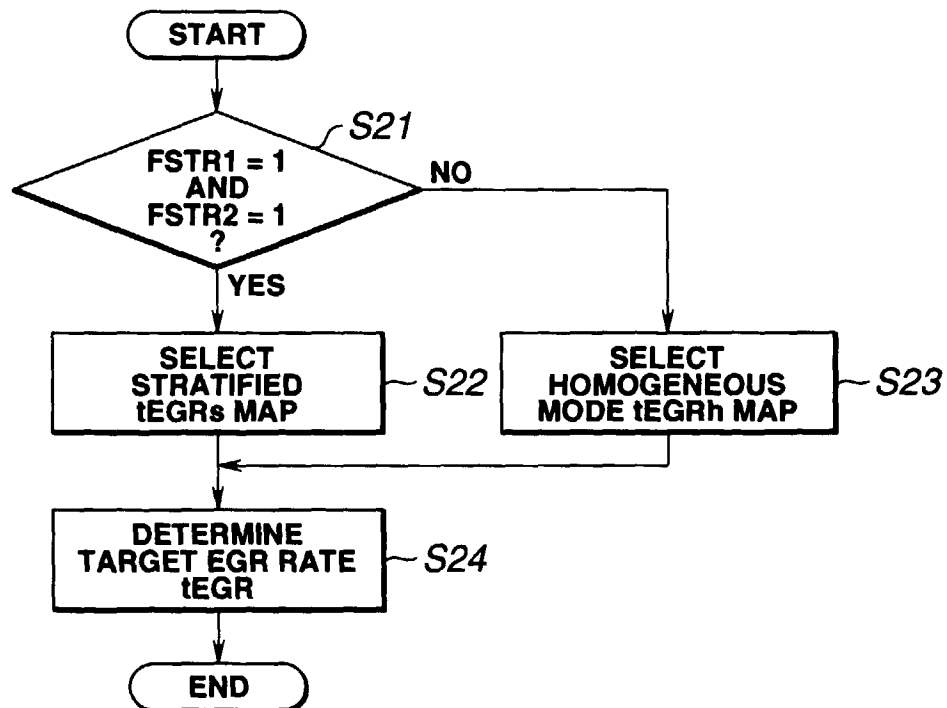 START
S21
FSTR1 = 1
AND
FSTR2 = 1
?
NO
YES
SELECT
STRATIFIED
tEGRs MAP
S22
SELECT
HOMOGENEOUS
MODE tEGRh MAP
S23
DETERMINE
TARGET EGR RATE
tEGR
S24
END